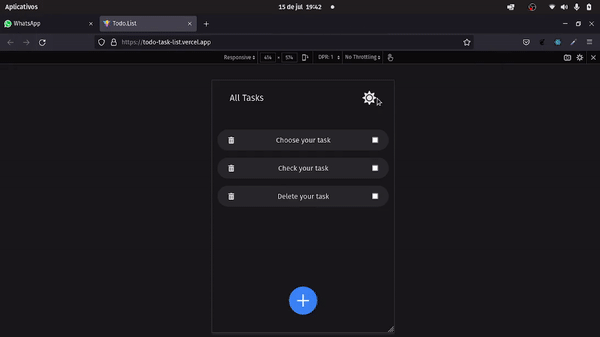 Aplicativos
15 de jul 19:42
WhatsApp
Todo.List
https://todo-task-list.vercel.app
Responsive 414 × 574 DPR: 1 No Throttling
All Tasks
Choose your task
Check your task
Delete your task